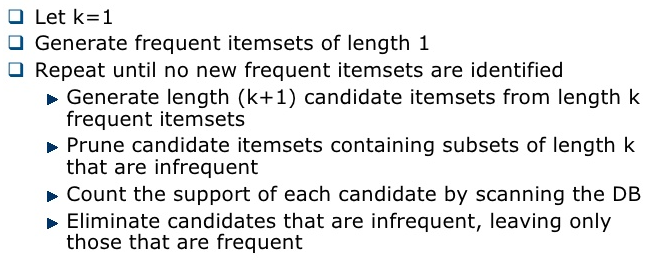 Let k=1
Generate frequent itemsets of length 1
Repeat until no new frequent itemsets are identified
Generate length (k+1) candidate itemsets from length k
frequent itemsets
Prune candidate itemsets containing subsets of length k
that are infrequent
Count the support of each candidate by scanning the DB
Eliminate candidates that are infrequent, leaving only
those that are frequent